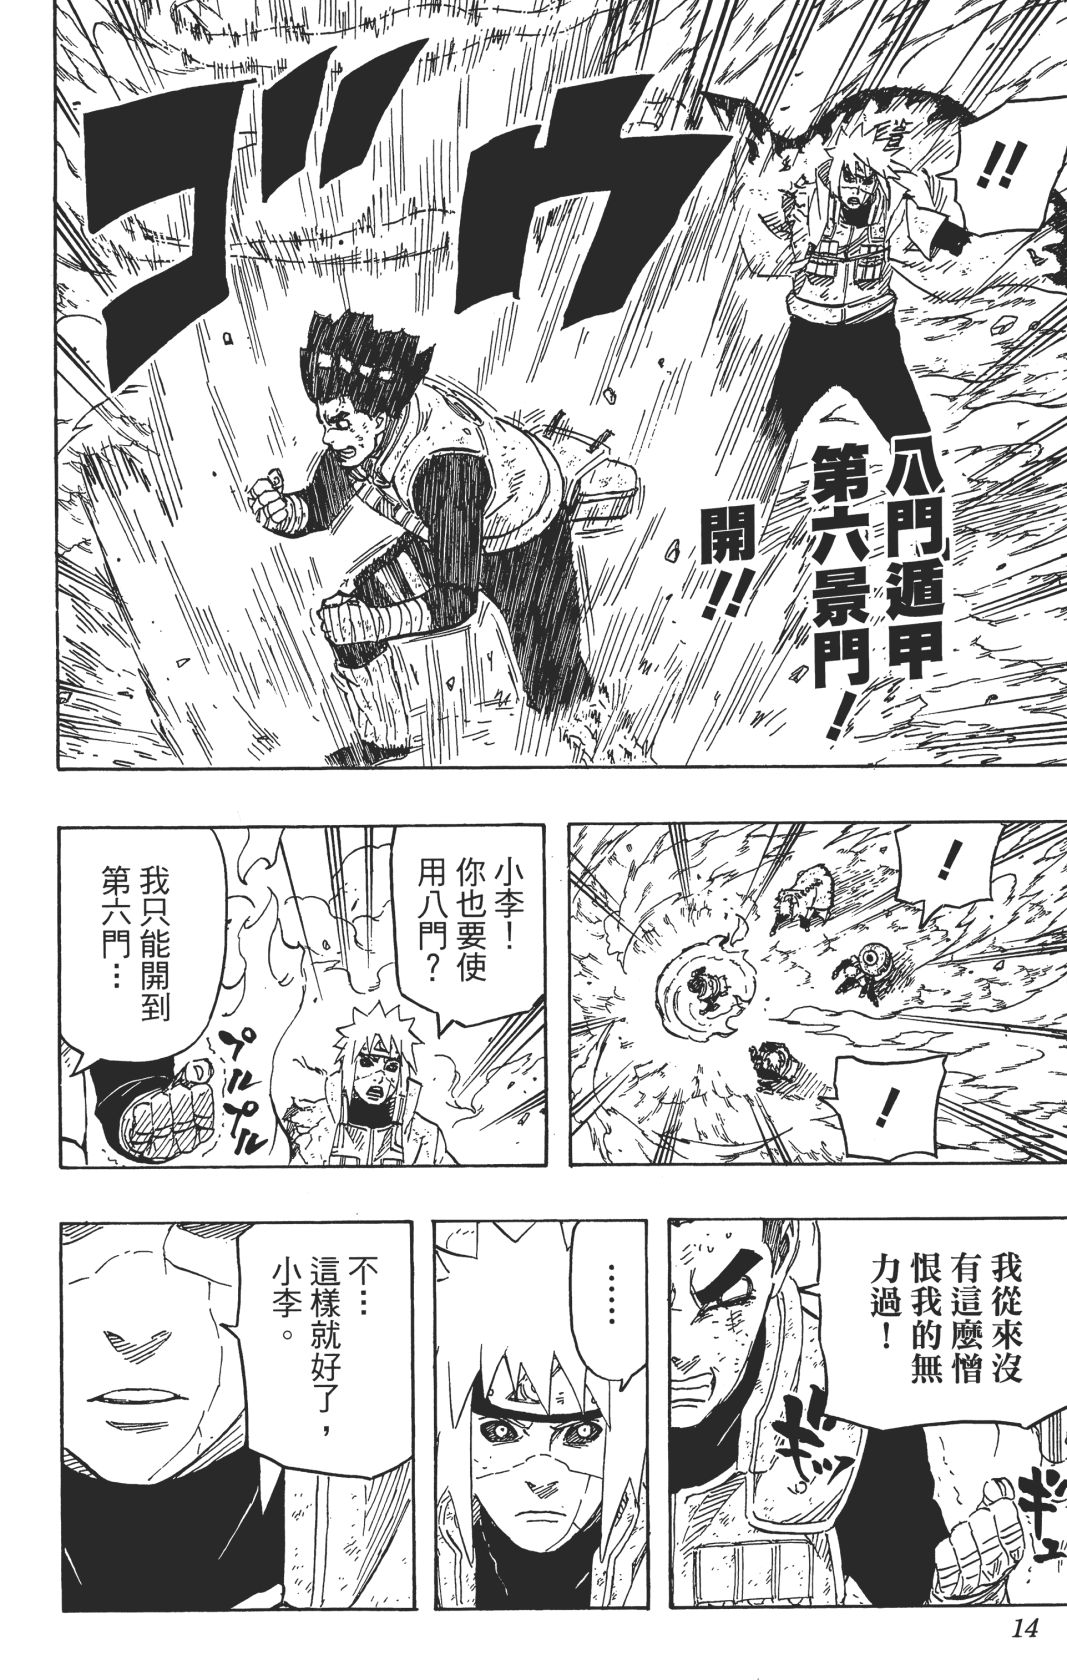 !!
ゴウ
八門遁甲
第六景門!
開!!
!
!
小李!
你也要使
用八門?
我只能開到
第六門…
プルプル
我從來沒
有這麼憎
恨我的無
力過!
ギッ
ギュ
……
不…
這樣就好了,
小李。
14